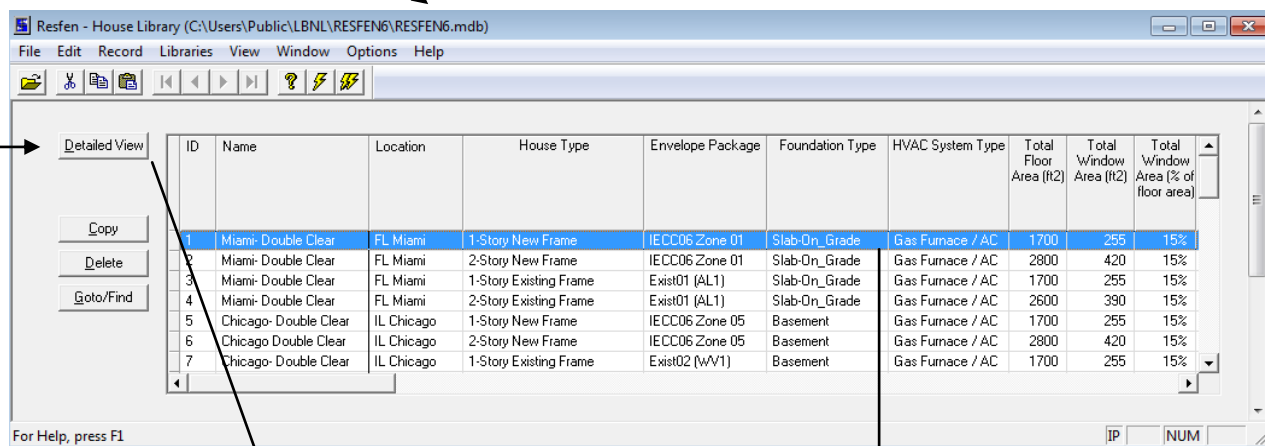 Resfen - House Library (C:\Users\Public\LBNL\RESFEN6\RESFEN6.mdb)
File Edit Record Libraries View Window Options Help
Detailed View
Copy
Delete
Goto/Find
ID Name Location House Type Envelope Package Foundation Type HVAC System Type Total Floor Area (ft2) Total Window Area (ft2) Total Window Area (% of floor area)
1 Miami- Double Clear FL Miami 1-Story New Frame IECC06 Zone 01 Slab-On_Grade Gas Furnace / AC 1700 255 15%
2 Miami- Double Clear FL Miami 2-Story New Frame IECC06 Zone 01 Slab-On_Grade Gas Furnace / AC 2800 420 15%
3 Miami- Double Clear FL Miami 1-Story Existing Frame Exist01 (AL1) Slab-On_Grade Gas Furnace / AC 1700 255 15%
4 Miami- Double Clear FL Miami 2-Story Existing Frame Exist01 (AL1) Slab-On_Grade Gas Furnace / AC 2600 390 15%
5 Chicago- Double Clear IL Chicago 1-Story New Frame IECC06 Zone 05 Basement Gas Furnace / AC 1700 255 15%
6 Chicago Double Clear IL Chicago 2-Story New Frame IECC06 Zone 05 Basement Gas Furnace / AC 2800 420 15%
7 Chicago- Double Clear IL Chicago 1-Story Existing Frame Exist02 (WV1) Basement Gas Furnace / AC 1700 255 15%
For Help, press F1
IP NUM